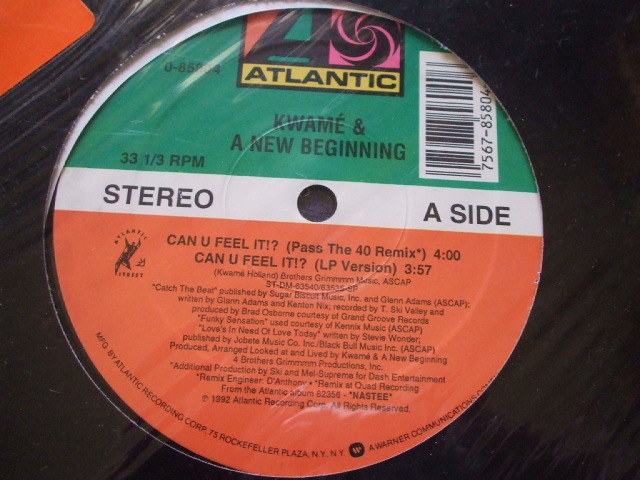 0-85804
ATLANTIC
7567-85804
KWAMÉ &
A NEW BEGINNING
33 1/3 RPM
STEREO
A SIDE
CAN U FEEL IT!? (Pass The 40 Remix*) 4:00
CAN U FEEL IT!? (LP Version) 3:57
(Kwamé Holland) Brothers Grimmmm Music, ASCAP
ST-DM-63540/63535-SP
ATLANTIC
STREET
"Catch The Beat" published by Sugar Biscuit Music, Inc. and Glenn Adams (ASCAP);
written by Glenn Adams and Kenton Nix; recorded by T. Ski Valley and
produced by Brad Osborne courtesy of Grand Groove Records
"Funky Sensation" used courtesy of Kennix Music (ASCAP)
"Love's In Need Of Love Today" written by Stevie Wonder;
published by Jobete Music Co. Inc./Black Bull Music Inc. (ASCAP)
Produced, Arranged Looked at and Lived by Kwamé & A New Beginning
4 Brothers Grimmmm Productions, Inc.
*Additional Production by Ski and Mel-Supreme for Dash Entertainment
*Remix Engineer: D'Anthony • *Remix at Quad Recording
From the Atlantic album 82356 - "NASTEE"
℗ © 1992 Atlantic Recording Corp. All Rights Reserved.
MFG. BY ATLANTIC RECORDING CORP. 75 ROCKEFELLER PLAZA, N.Y. N.Y. A WARNER COMMUNICATIONS